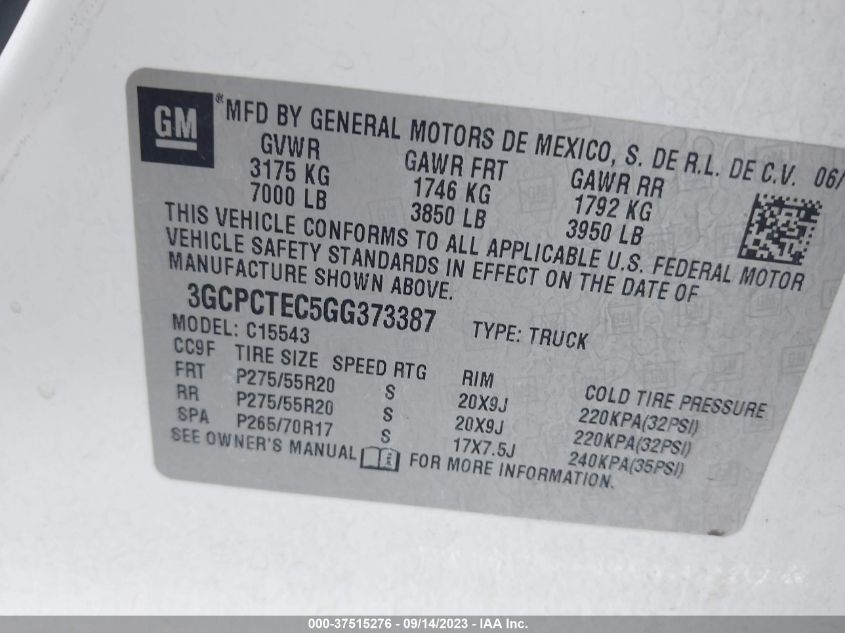 GM
® MFD BY GENERAL MOTORS DE MEXICO, S. DE R.L. DE C.V. 06/
GVWR GAWR FRT GAWR RR
3175 KG 1746 KG 1792 KG
7000 LB 3850 LB 3950 LB
THIS VEHICLE CONFORMS TO ALL APPLICABLE U.S. FEDERAL MOTOR
VEHICLE SAFETY STANDARDS IN EFFECT ON THE DATE OF
MANUFACTURE SHOWN ABOVE.
3GCPCTEC5GG373387 TYPE: TRUCK
MODEL: C15543
CC9F TIRE SIZE SPEED RTG RIM COLD TIRE PRESSURE
FRT P275/55R20 S 20X9J 220KPA(32PSI)
RR P275/55R20 S 20X9J 220KPA(32PSI)
SPA P265/70R17 S 17X7.5J 240KPA(35PSI)
SEE OWNER'S MANUAL FOR MORE INFORMATION.
000-37515276 - 09/14/2023 - IAA Inc.